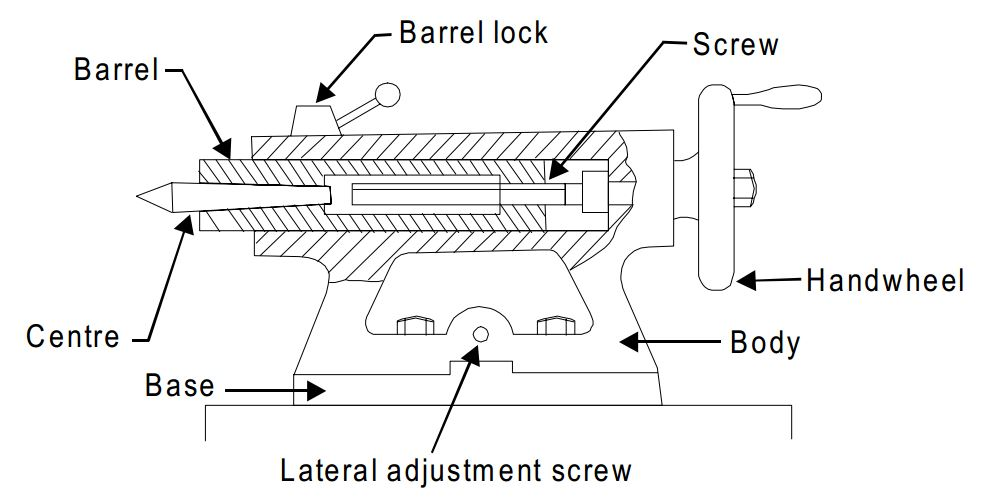 Barrel lock
Screw
Barrel
Handwheel
Centre
Body
Base
Lateral adjustment screw